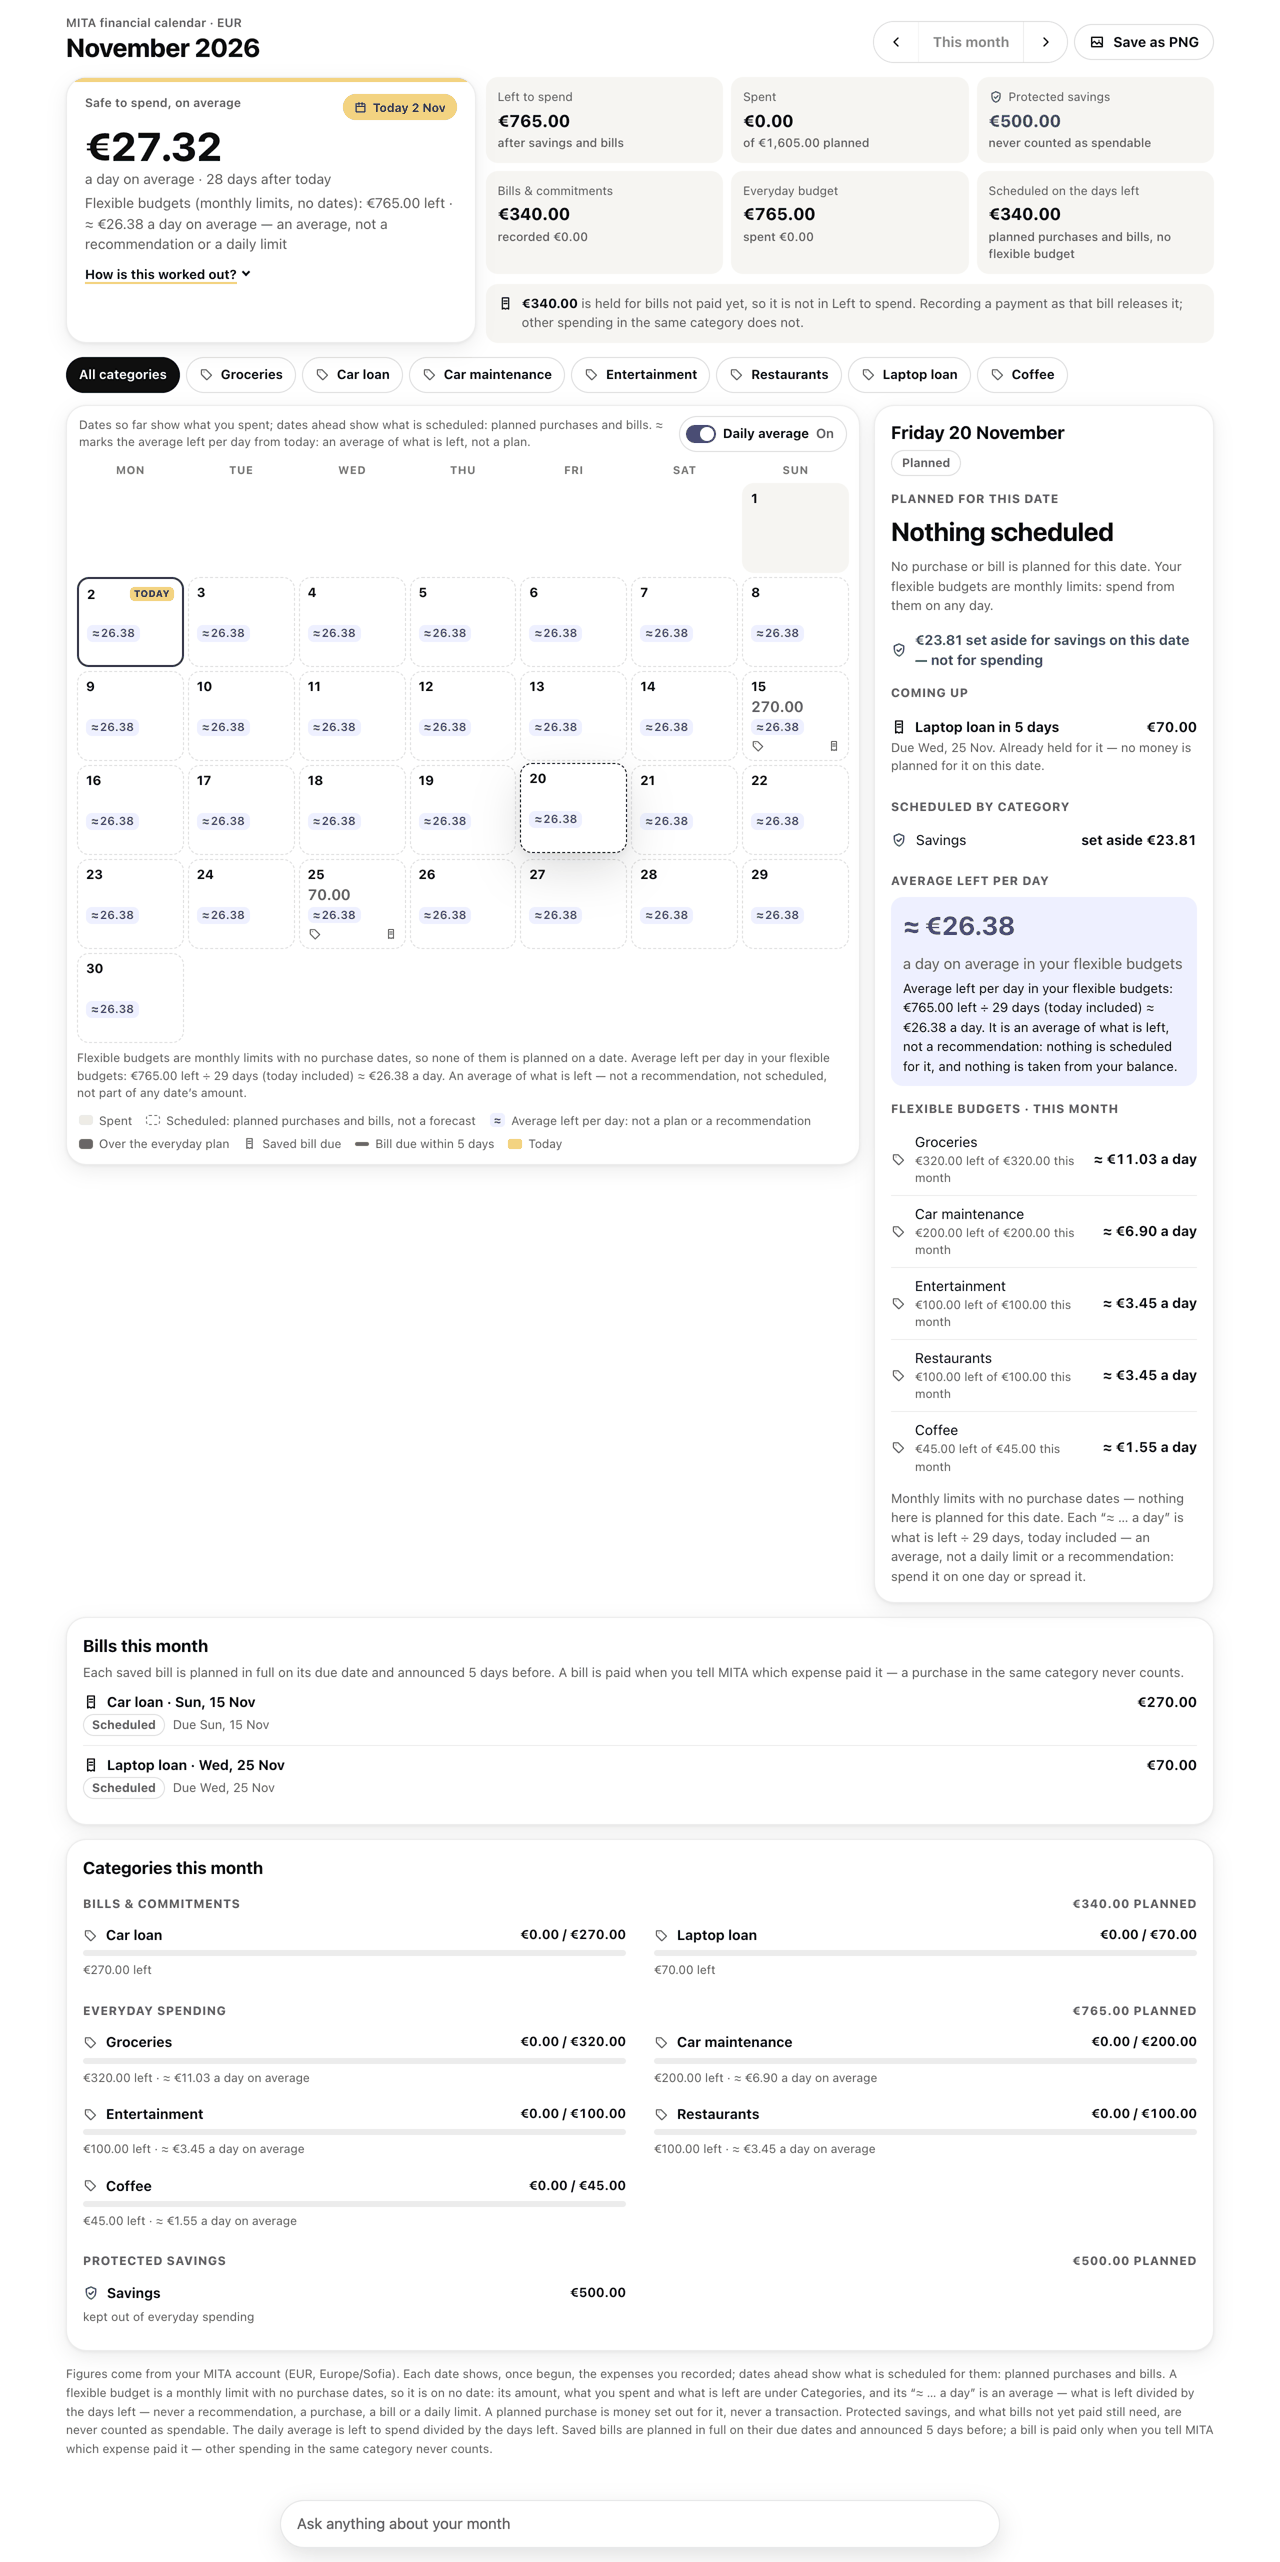 MITA financial calendar · EUR
November 2026
This month
Save as PNG
Safe to spend, on average
Today 2 Nov
€27.32
a day on average · 28 days after today
Flexible budgets (monthly limits, no dates): €765.00 left ·
≈ €26.38 a day on average — an average, not a
recommendation or a daily limit
How is this worked out?
Left to spend
€765.00
after savings and bills
Spent
€0.00
of €1,605.00 planned
Protected savings
€500.00
never counted as spendable
Bills & commitments
€340.00
recorded €0.00
Everyday budget
€765.00
spent €0.00
Scheduled on the days left
€340.00
planned purchases and bills, no
flexible budget
€340.00 is held for bills not paid yet, so it is not in Left to spend. Recording a payment as that bill releases it;
other spending in the same category does not.
All categories
Groceries
Car loan
Car maintenance
Entertainment
Restaurants
Laptop loan
Coffee
Dates so far show what you spent; dates ahead show what is scheduled: planned purchases and bills. ≈
marks the average left per day from today: an average of what is left, not a plan.
Daily average On
MON TUE WED THU FRI SAT SUN
1
2 TODAY
≈26.38
3
≈26.38
4
≈26.38
5
≈26.38
6
≈26.38
7
≈26.38
8
≈26.38
9
≈26.38
10
≈26.38
11
≈26.38
12
≈26.38
13
≈26.38
14
≈26.38
15
270.00
≈26.38
16
≈26.38
17
≈26.38
18
≈26.38
19
≈26.38
20
≈26.38
21
≈26.38
22
≈26.38
23
≈26.38
24
≈26.38
25
70.00
≈26.38
26
≈26.38
27
≈26.38
28
≈26.38
29
≈26.38
30
≈26.38
Flexible budgets are monthly limits with no purchase dates, so none of them is planned on a date. Average left per day in your flexible
budgets: €765.00 left ÷ 29 days (today included) ≈ €26.38 a day. An average of what is left — not a recommendation, not scheduled,
not part of any date's amount.
Spent
Scheduled: planned purchases and bills, not a forecast
≈ Average left per day: not a plan or a recommendation
Over the everyday plan
Saved bill due
Bill due within 5 days
Today
Friday 20 November
Planned
PLANNED FOR THIS DATE
Nothing scheduled
No purchase or bill is planned for this date. Your
flexible budgets are monthly limits: spend from
them on any day.
€23.81 set aside for savings on this date
— not for spending
COMING UP
Laptop loan in 5 days €70.00
Due Wed, 25 Nov. Already held for it — no money is
planned for it on this date.
SCHEDULED BY CATEGORY
Savings set aside €23.81
AVERAGE LEFT PER DAY
≈ €26.38
a day on average in your flexible budgets
Average left per day in your flexible budgets:
€765.00 left ÷ 29 days (today included) ≈
€26.38 a day. It is an average of what is left,
not a recommendation: nothing is scheduled
for it, and nothing is taken from your balance.
FLEXIBLE BUDGETS · THIS MONTH
Groceries
€320.00 left of €320.00 this
month
≈ €11.03 a day
Car maintenance
€200.00 left of €200.00 this
month
≈ €6.90 a day
Entertainment
€100.00 left of €100.00 this
month
≈ €3.45 a day
Restaurants
€100.00 left of €100.00 this
month
≈ €3.45 a day
Coffee
€45.00 left of €45.00 this
month
≈ €1.55 a day
Monthly limits with no purchase dates — nothing
here is planned for this date. Each “≈ … a day” is
what is left ÷ 29 days, today included — an
average, not a daily limit or a recommendation:
spend it on one day or spread it.
Bills this month
Each saved bill is planned in full on its due date and announced 5 days before. A bill is paid when you tell MITA which expense paid it — a purchase in the same category never counts.
Car loan · Sun, 15 Nov €270.00
Scheduled Due Sun, 15 Nov
Laptop loan · Wed, 25 Nov €70.00
Scheduled Due Wed, 25 Nov
Categories this month
BILLS & COMMITMENTS €340.00 PLANNED
Car loan €0.00 / €270.00
€270.00 left
Laptop loan €0.00 / €70.00
€70.00 left
EVERYDAY SPENDING €765.00 PLANNED
Groceries €0.00 / €320.00
€320.00 left · ≈ €11.03 a day on average
Car maintenance €0.00 / €200.00
€200.00 left · ≈ €6.90 a day on average
Entertainment €0.00 / €100.00
€100.00 left · ≈ €3.45 a day on average
Restaurants €0.00 / €100.00
€100.00 left · ≈ €3.45 a day on average
Coffee €0.00 / €45.00
€45.00 left · ≈ €1.55 a day on average
PROTECTED SAVINGS €500.00 PLANNED
Savings €500.00
kept out of everyday spending
Figures come from your MITA account (EUR, Europe/Sofia). Each date shows, once begun, the expenses you recorded; dates ahead show what is scheduled for them: planned purchases and bills. A
flexible budget is a monthly limit with no purchase dates, so it is on no date: its amount, what you spent and what is left are under Categories, and its “≈ … a day” is an average — what is left divided by
the days left — never a recommendation, a purchase, a bill or a daily limit. A planned purchase is money set out for it, never a transaction. Protected savings, and what bills not yet paid still need, are
never counted as spendable. The daily average is left to spend divided by the days left. Saved bills are planned in full on their due dates and announced 5 days before; a bill is paid only when you tell MITA
which expense paid it — other spending in the same category never counts.
Ask anything about your month